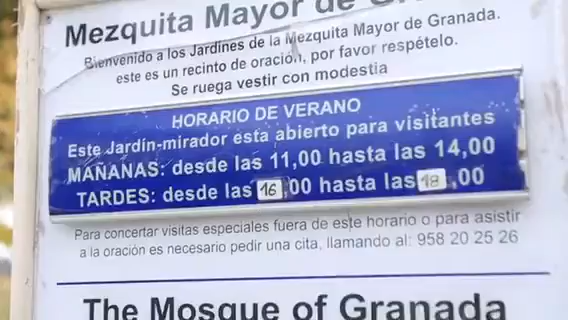 Mezquita Mayor de
Bienvenido a los Jardines de la Mezquita Mayor de Granada.
este es un recinto de oración, por favor respételo.
Se ruega vestir con modestia
HORARIO DE VERANO
Este Jardín-mirador esta abierto para visitantes
MAÑANAS: desde las 11,00 hasta las 14,00
TARDES: desde las 16,00 hasta las 18,00
Para concertar visitas especiales fuera de este horario o para asistir
a la oración es necesario pedir una cita, llamando al: 958 20 25 26
The Mosque of Granada